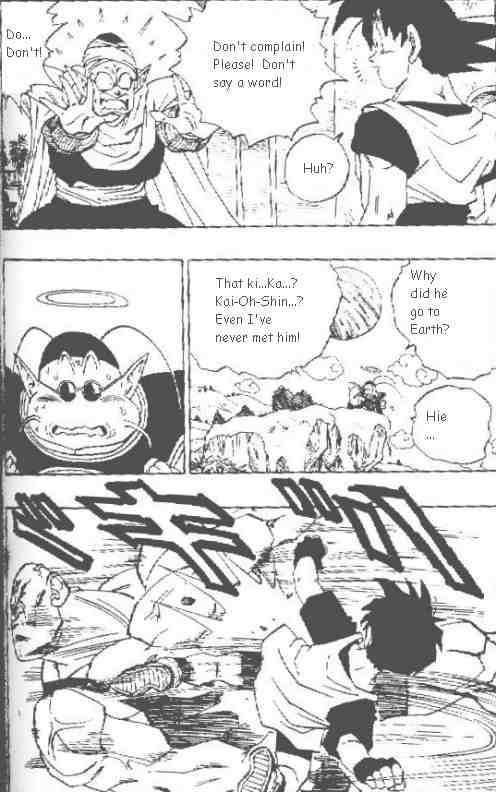 Do...
Don't!
Don't complain!
Please! Don't
say a word!
Huh?
That ki...Ka...?
Kai-Oh-Shin...?
Even I've
never met him!
Why
did he
go to
Earth?
Hie
....